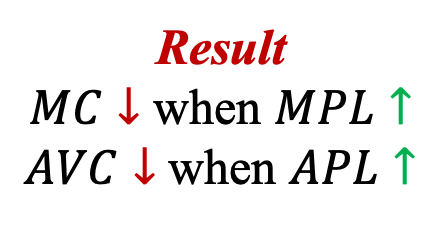 Result
MC ↓ when MPL ↑
AVC ↓ when APL ↑